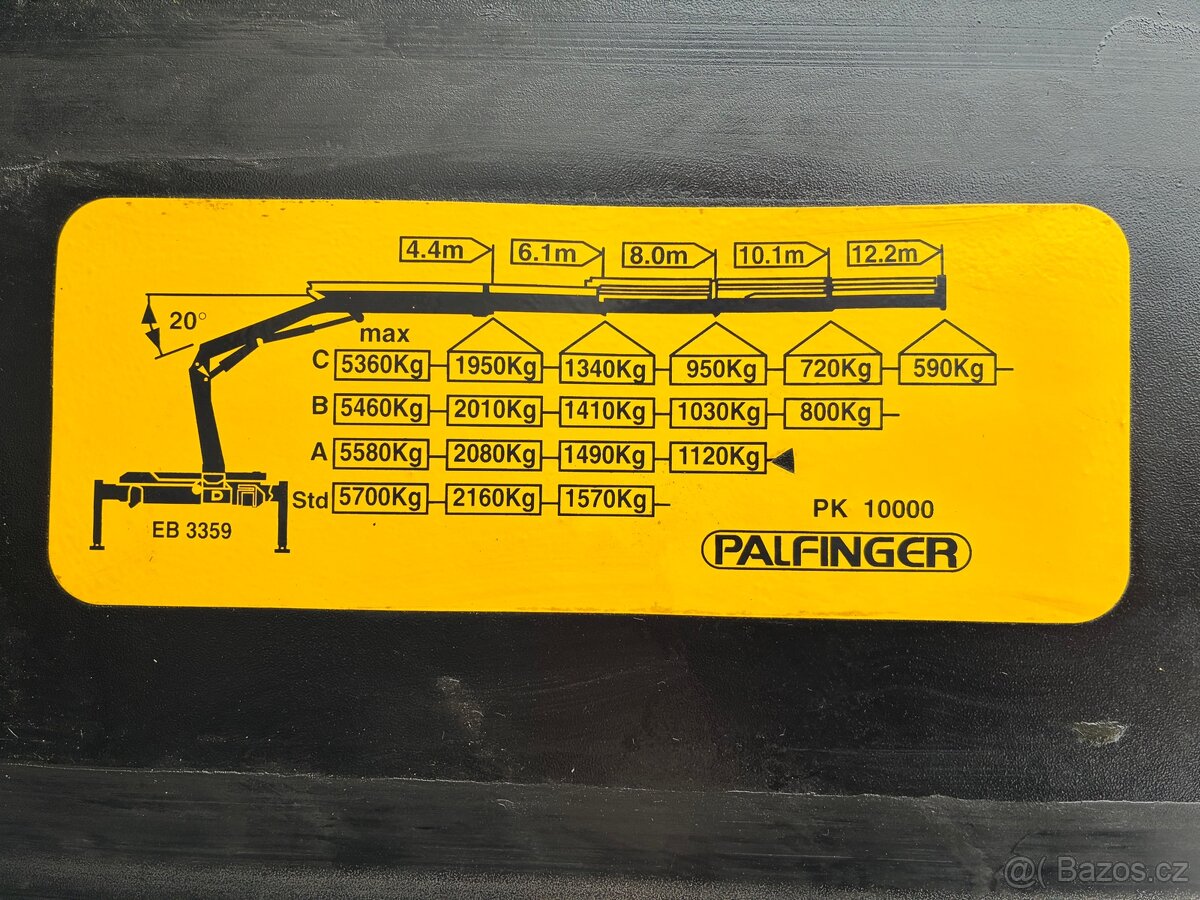 4.4m 6.1m 8.0m 10.1m 12.2m
20°
max
C 5360Kg 1950Kg 1340Kg 950Kg 720Kg 590Kg
B 5460Kg 2010Kg 1410Kg 1030Kg 800Kg
A 5580Kg 2080Kg 1490Kg 1120Kg
Std 5700Kg 2160Kg 1570Kg
D
EB 3359
PK 10000
PALFINGER
@( Bazos.cz